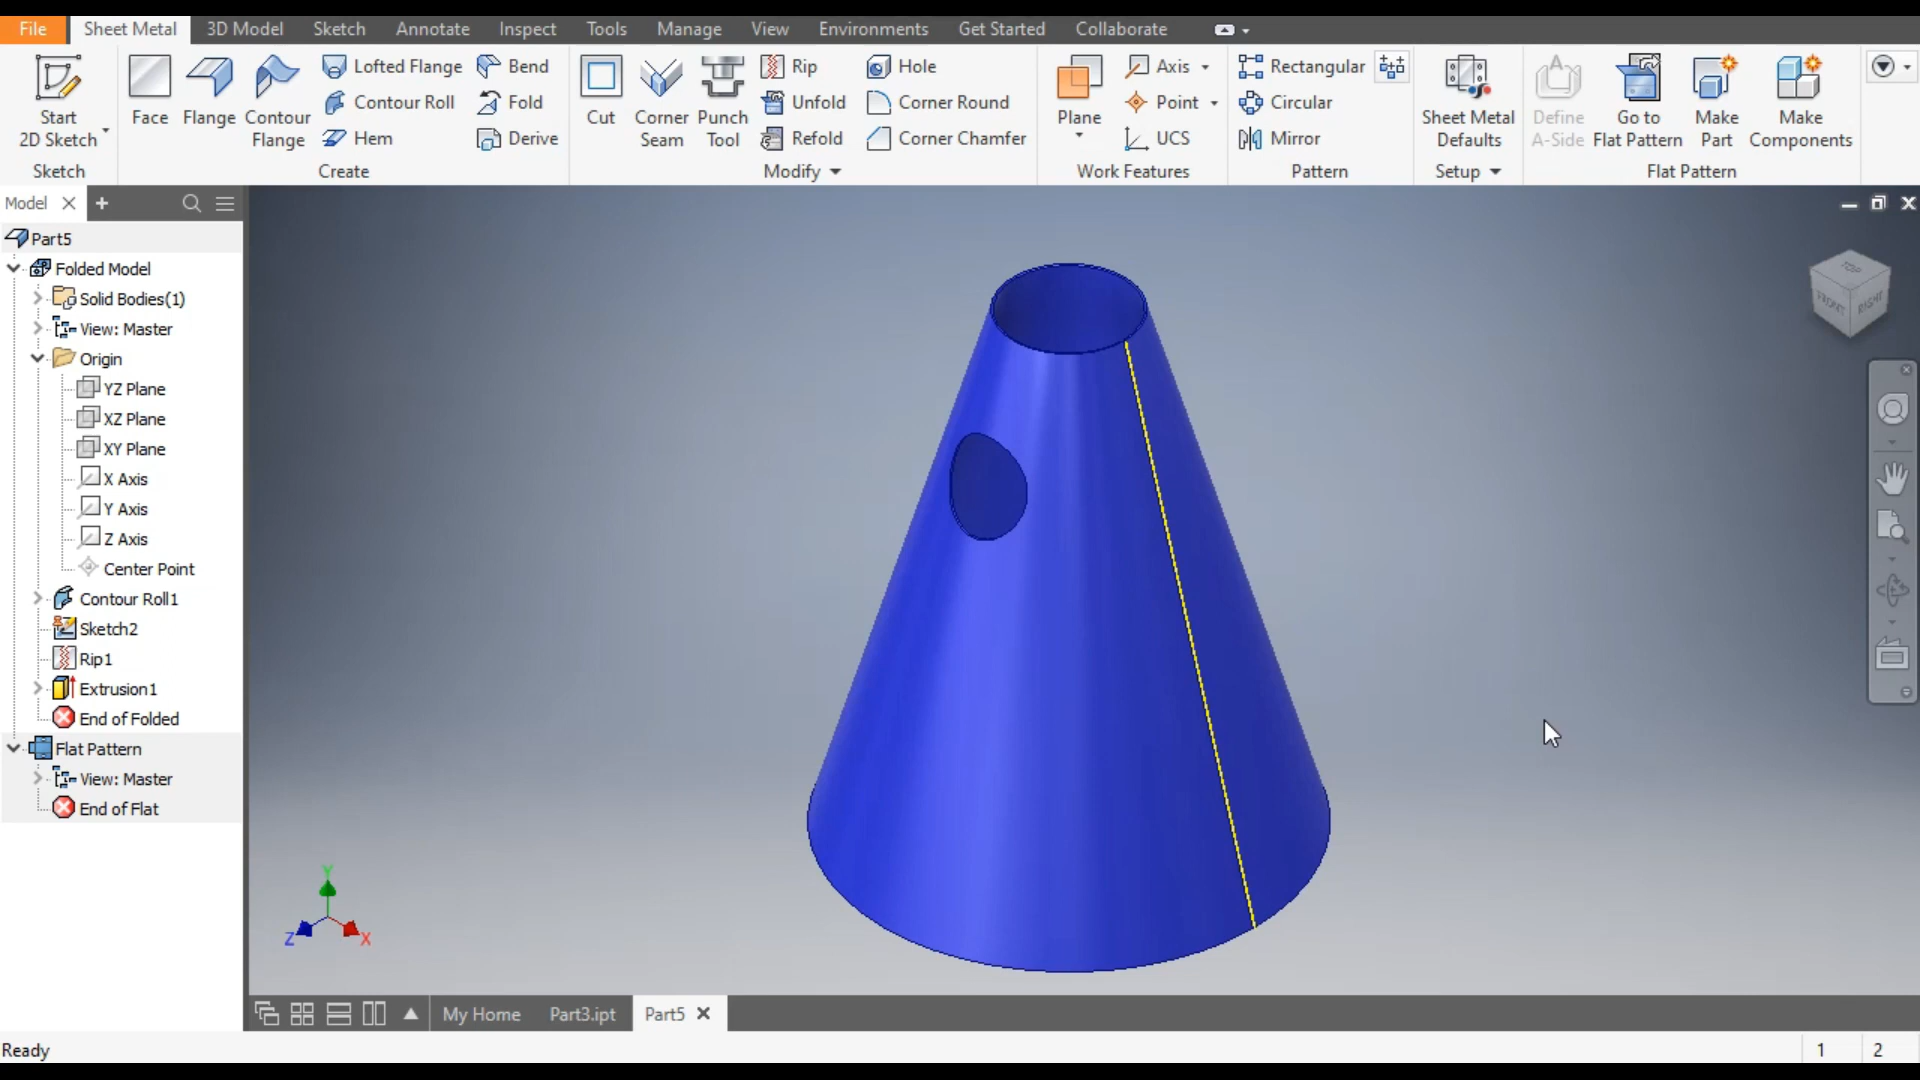 File Sheet Metal 3D Model Sketch Annotate Inspect Tools Manage View Environments Get Started Collaborate
Start 2D Sketch
Face
Flange
Contour Flange
Lofted Flange
Contour Roll
Hem
Bend
Fold
Derive
Cut
Corner Seam
Punch Tool
Rip
Unfold
Refold
Hole
Corner Round
Corner Chamfer
Plane
Axis
Point
UCS
Rectangular
Circular
Mirror
Sheet Metal Defaults
Define A-Side
Go to Flat Pattern
Make Part
Make Components
Sketch Create Modify Work Features Pattern Setup Flat Pattern
Model
Part5
Folded Model
Solid Bodies(1)
View: Master
Origin
YZ Plane
XZ Plane
XY Plane
X Axis
Y Axis
Z Axis
Center Point
Contour Roll1
Sketch2
Rip1
Extrusion1
End of Folded
Flat Pattern
View: Master
End of Flat
TOP
FRONT RIGHT
Y
Z X
My Home Part3.ipt Part5
Ready 1 2